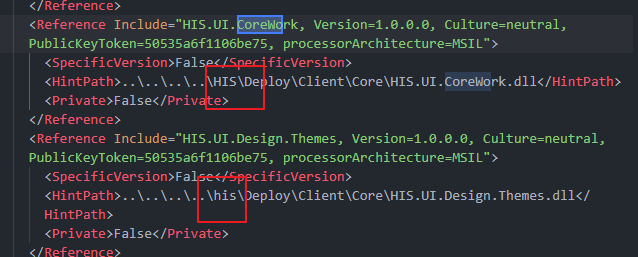 </Reference>
<Reference Include="HIS.UI.CoreWork, Version=1.0.0.0, Culture=neutral,
PublicKeyToken=50535a6f1106be75, processorArchitecture=MSIL">
<SpecificVersion>False</SpecificVersion>
<HintPath>..\..\..\..\HIS\Deploy\Client\Core\HIS.UI.CoreWork.dll</HintPath>
<Private>False</Private>
</Reference>
<Reference Include="HIS.UI.Design.Themes, Version=1.0.0.0, Culture=neutral,
PublicKeyToken=50535a6f1106be75, processorArchitecture=MSIL">
<SpecificVersion>False</SpecificVersion>
<HintPath>..\..\..\..\his\Deploy\Client\Core\HIS.UI.Design.Themes.dll</
HintPath>
<Private>False</Private>
</Reference>